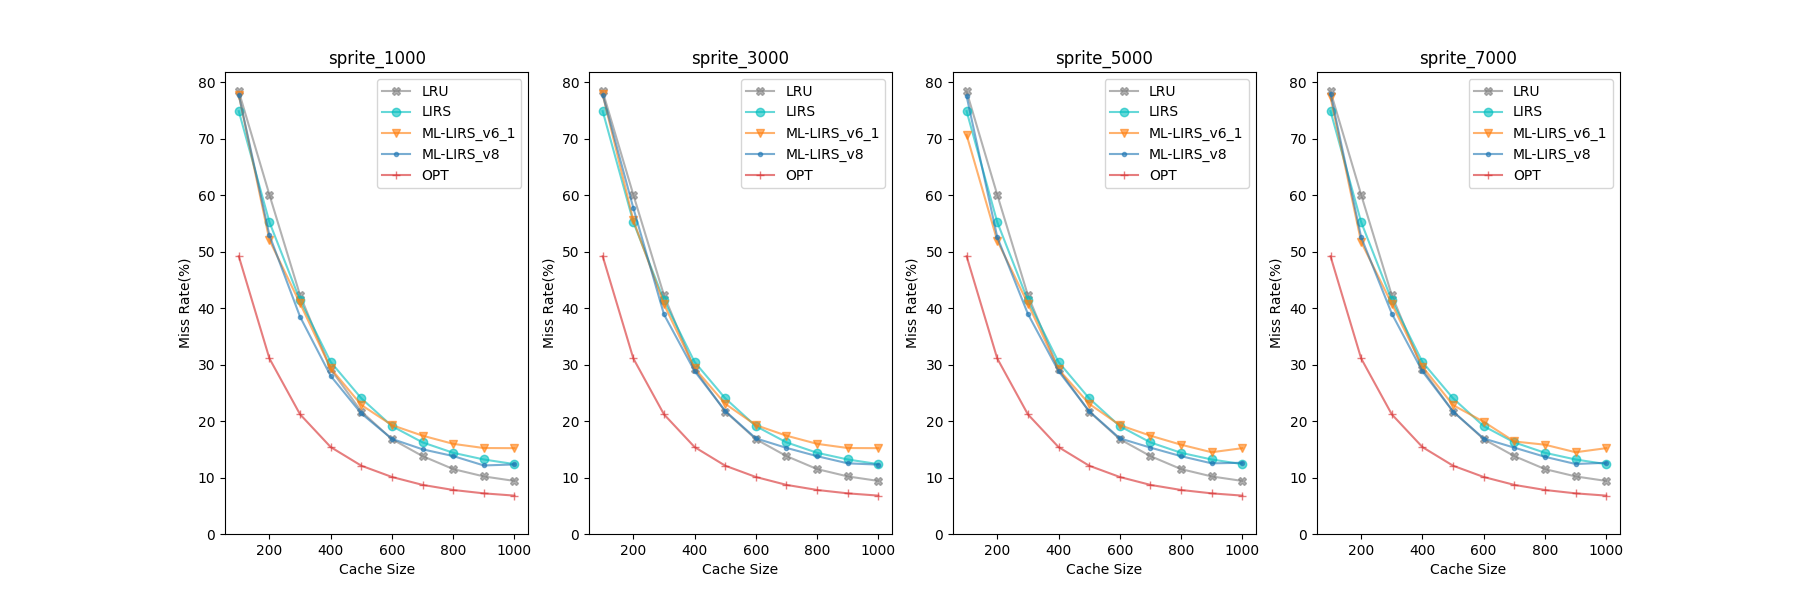 sprite_1000
Miss Rate(%)
80
70
60
50
40
30
20
10
0
200 400 600 800 1000
Cache Size
LRU
LIRS
ML-LIRS_v6_1
ML-LIRS_v8
OPT
sprite_3000
Miss Rate(%)
80
70
60
50
40
30
20
10
0
200 400 600 800 1000
Cache Size
LRU
LIRS
ML-LIRS_v6_1
ML-LIRS_v8
OPT
sprite_5000
Miss Rate(%)
80
70
60
50
40
30
20
10
0
200 400 600 800 1000
Cache Size
LRU
LIRS
ML-LIRS_v6_1
ML-LIRS_v8
OPT
sprite_7000
Miss Rate(%)
80
70
60
50
40
30
20
10
0
200 400 600 800 1000
Cache Size
LRU
LIRS
ML-LIRS_v6_1
ML-LIRS_v8
OPT